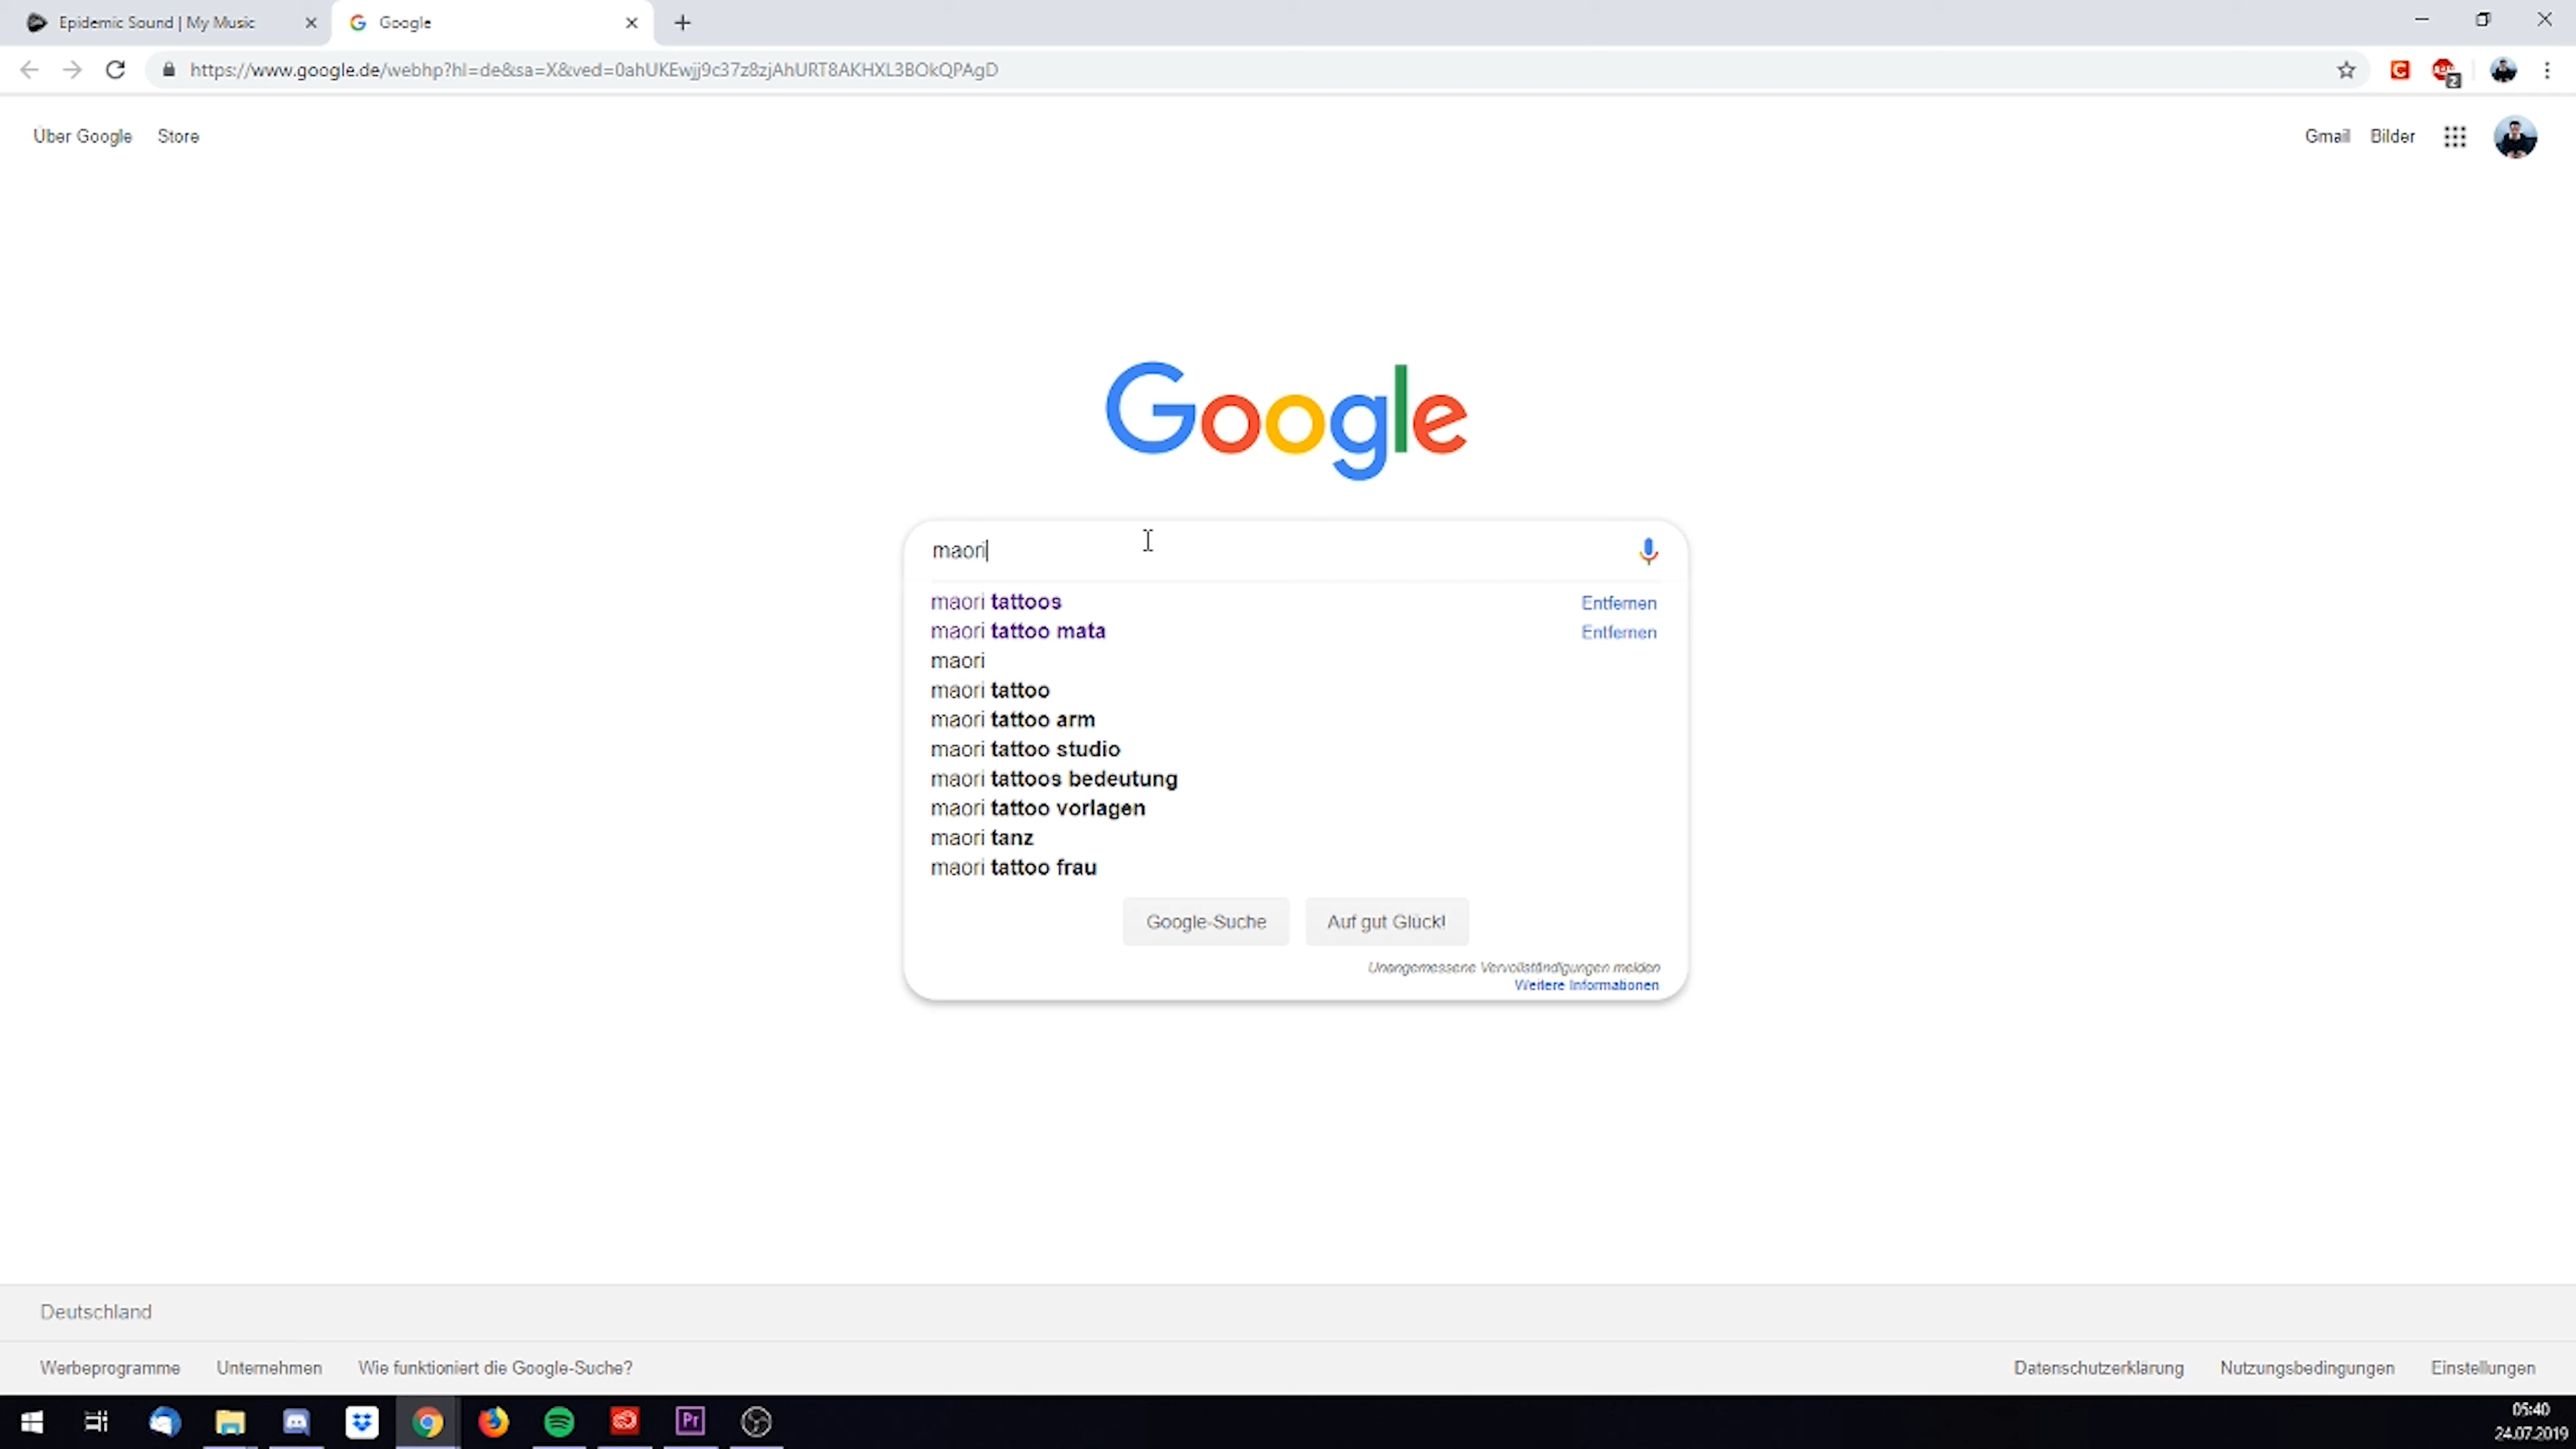 Epidemic Sound | My Music
Google
https://www.google.de/webhp?hl=de&sa=X&ved=0ahUKEwjj9c37z8zjAhURT8AKHXL3BOkQPAgD
Über Google Store
Gmail Bilder
Google
maori
maori tattoos Entfernen
maori tattoo mata Entfernen
maori
maori tattoo
maori tattoo arm
maori tattoo studio
maori tattoos bedeutung
maori tattoo vorlagen
maori tanz
maori tattoo frau
Google-Suche Auf gut Glück!
Unangemessene Vervollständigungen melden
Weitere Informationen
Deutschland
Werbeprogramme Unternehmen Wie funktioniert die Google-Suche?
Datenschutzerklärung Nutzungsbedingungen Einstellungen
Pr
05:40
24.07.2019